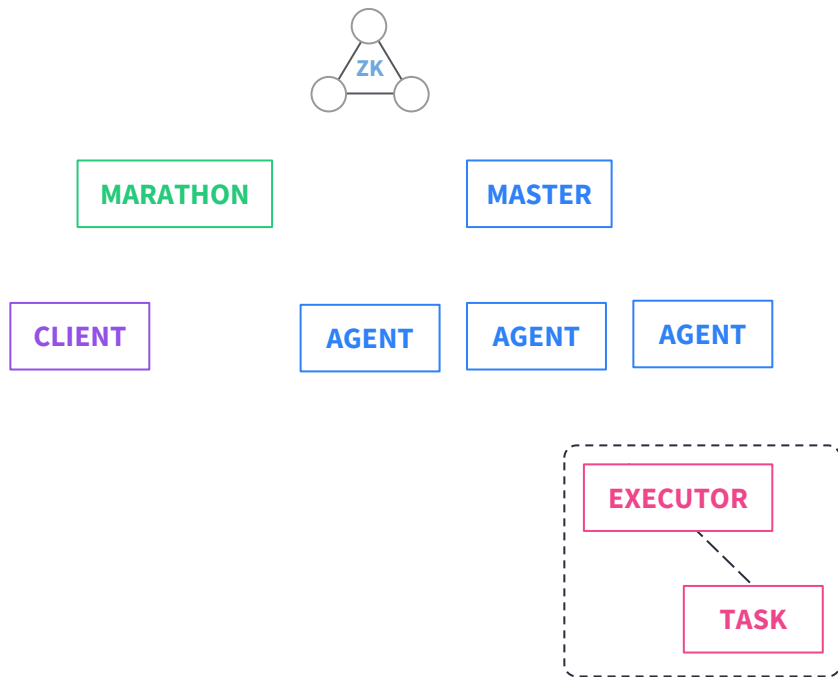 ZK
MARATHON
MASTER
CLIENT
AGENT
AGENT
AGENT
EXECUTOR
TASK